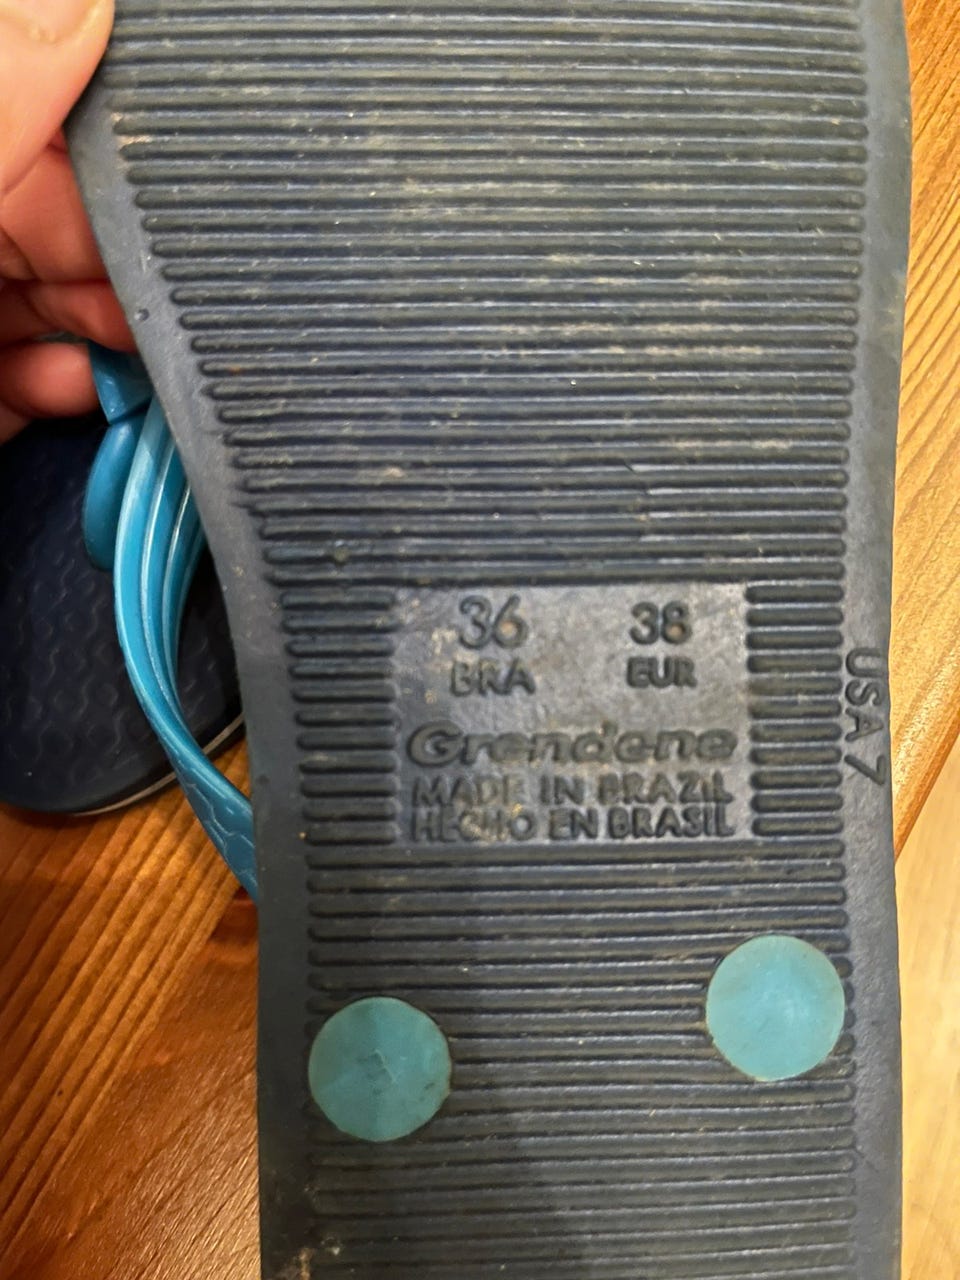 36 38
BRA EUR
Grendene
MADE IN BRAZIL
HECHO EN BRASIL
USA 7